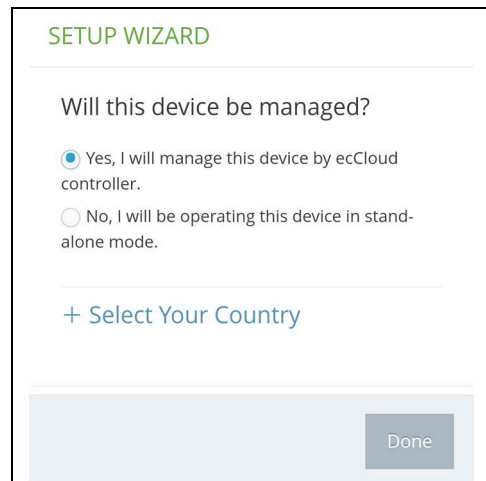 SETUP WIZARD
Will this device be managed?
Yes, I will manage this device by ecCloud
controller.
No, I will be operating this device in stand-
alone mode.
+ Select Your Country
Done